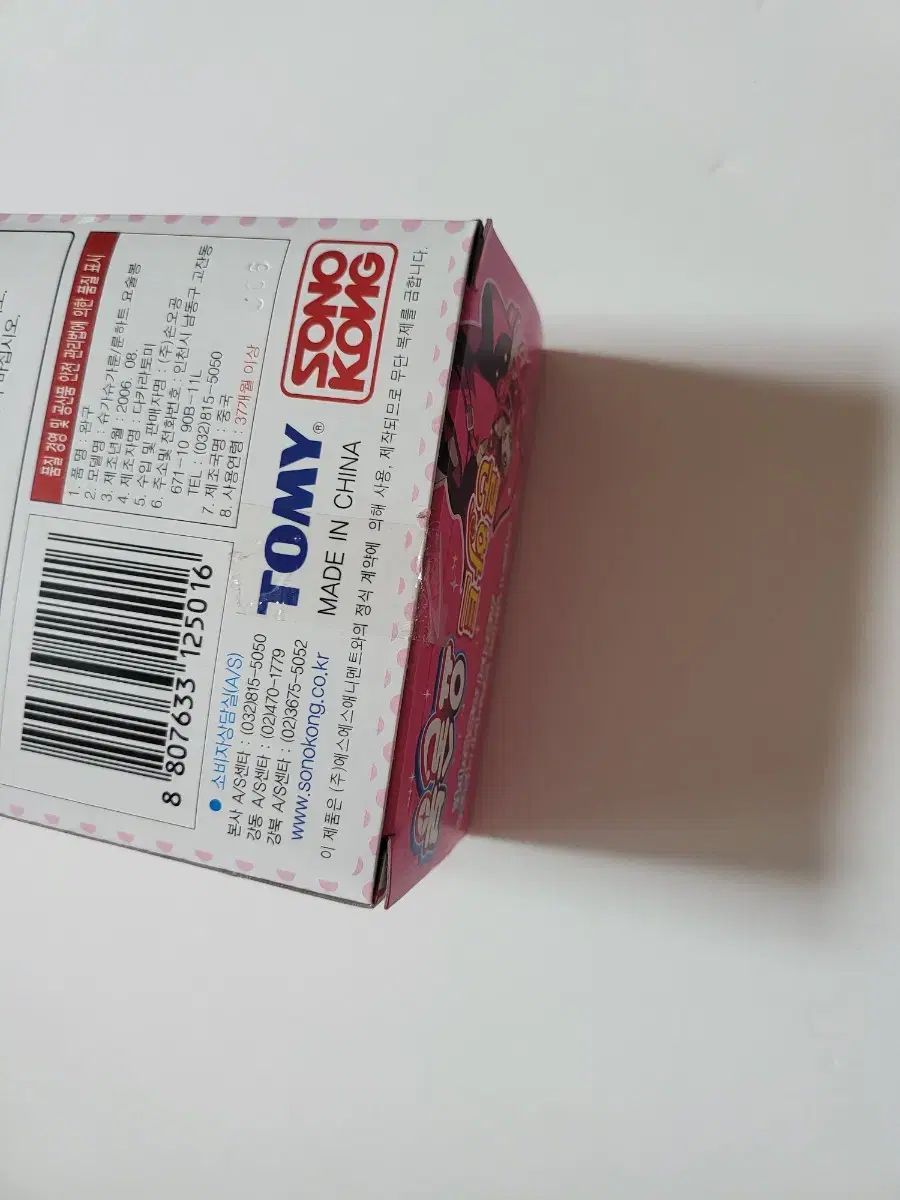 마십시오.
품질 경영 및 공산품 안전 관리법에 의한 품질 표시
1. 품 명 : 완구
2. 모델명 : 슈가슈가룬/룬하트 요술봉
3. 제조년월 : 2006. 08.
4. 제조자명 : 다카라토미
5. 수입 및 판매자명 : (주)손오공
6. 주소및 전화번호 : 인천시 남동구 고잔동
671-10 90B-11L
TEL : (032)815-5050
7. 제조국명 : 중국
8. 사용연령 : 37개월 이상
8 807633 125016
TOMY®
MADE IN CHINA
SONO KONG
● 소비자상담실(A/S)
본사 A/S센타 : (032)815-5050
강동 A/S센타 : (02)470-1779
강북 A/S센타 : (02)3675-5052
www.sonokong.co.kr
이 제품은 (주)에스에스애니멘트와의 정식 계약에 의해 사용, 제작되므로 무단 복제를 금합니다.